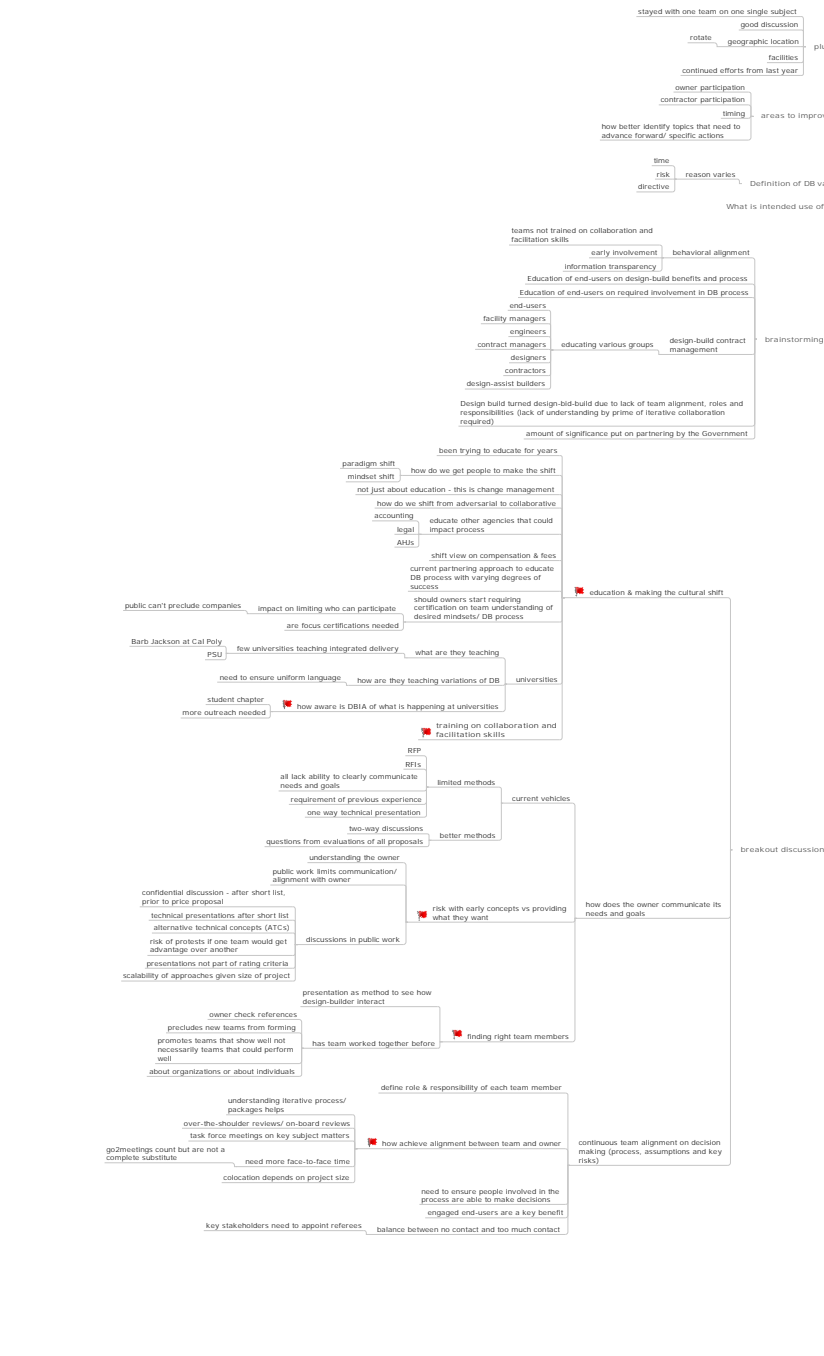 stayed with one team on one single subject
good discussion
rotate
geographic location
facilities
continued efforts from last year
owner participation
contractor participation
timing
areas to improv
how better identify topics that need to
advance forward/ specific actions
time
risk
reason varies
directive
Definition of DB va
What is intended use of
teams not trained on collaboration and
facilitation skills
early involvement
behavioral alignment
information transparency
Education of end-users on design-build benefits and process
Education of end-users on required involvement in DB process
end-users
facility managers
engineers
contract managers
educating various groups
design-build contract
management
brainstorming
designers
contractors
design-assist builders
Design build turned design-bid-build due to lack of team alignment, roles and
responsibilities (lack of understanding by prime of iterative collaboration
required)
amount of significance put on partnering by the Government
been trying to educate for years
paradigm shift
mindset shift
how do we get people to make the shift
not just about education - this is change management
how do we shift from adversarial to collaborative
accounting
legal
AHJs
educate other agencies that could
impact process
shift view on compensation & fees
current partnering approach to educate
DB process with varying degrees of
success
education & making the cultural shift
public can't preclude companies
impact on limiting who can participate
are focus certifications needed
should owners start requiring
certification on team understanding of
desired mindsets/ DB process
Barb Jackson at Cal Poly
PSU
few universities teaching integrated delivery
what are they teaching
need to ensure uniform language
how are they teaching variations of DB
universities
student chapter
more outreach needed
how aware is DBIA of what is happening at universities
training on collaboration and
facilitation skills
RFP
RFIs
all lack ability to clearly communicate
needs and goals
limited methods
requirement of previous experience
one way technical presentation
current vehicles
two-way discussions
questions from evaluations of all proposals
better methods
breakout discussion
understanding the owner
public work limits communication/
alignment with owner
confidential discussion - after short list,
prior to price proposal
technical presentations after short list
alternative technical concepts (ATCs)
risk of protests if one team would get
advantage over another
discussions in public work
presentations not part of rating criteria
scalability of approaches given size of project
risk with early concepts vs providing
what they want
how does the owner communicate its
needs and goals
presentation as method to see how
design-builder interact
owner check references
precludes new teams from forming
promotes teams that show well not
necessarily teams that could perform
well
about organizations or about individuals
has team worked together before
finding right team members
define role & responsibility of each team member
understanding iterative process/
packages helps
over-the-shoulder reviews/ on-board reviews
task force meetings on key subject matters
go2meetings count but are not a
complete substitute
need more face-to-face time
colocation depends on project size
how achieve alignment between team and owner
continuous team alignment on decision
making (process, assumptions and key
risks)
need to ensure people involved in the
process are able to make decisions
engaged end-users are a key benefit
key stakeholders need to appoint referees
balance between no contact and too much contact